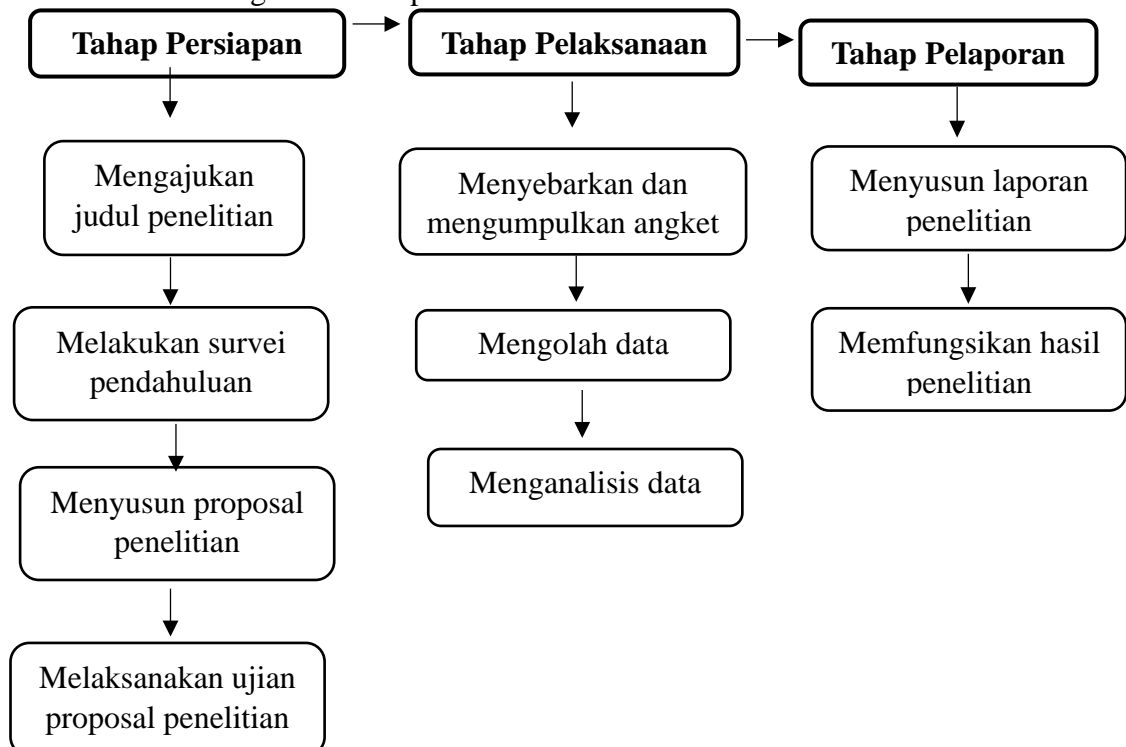 Tahap Persiapan
Tahap Pelaksanaan
Tahap Pelaporan
Mengajukan
judul penelitian
Melakukan survei
pendahuluan
Menyusun proposal
penelitian
Melaksanakan ujian
proposal penelitian
Menyebarkan dan
mengumpulkan angket
Mengolah data
Menganalisis data
Menyusun laporan
penelitian
Memfungsikan hasil
penelitian